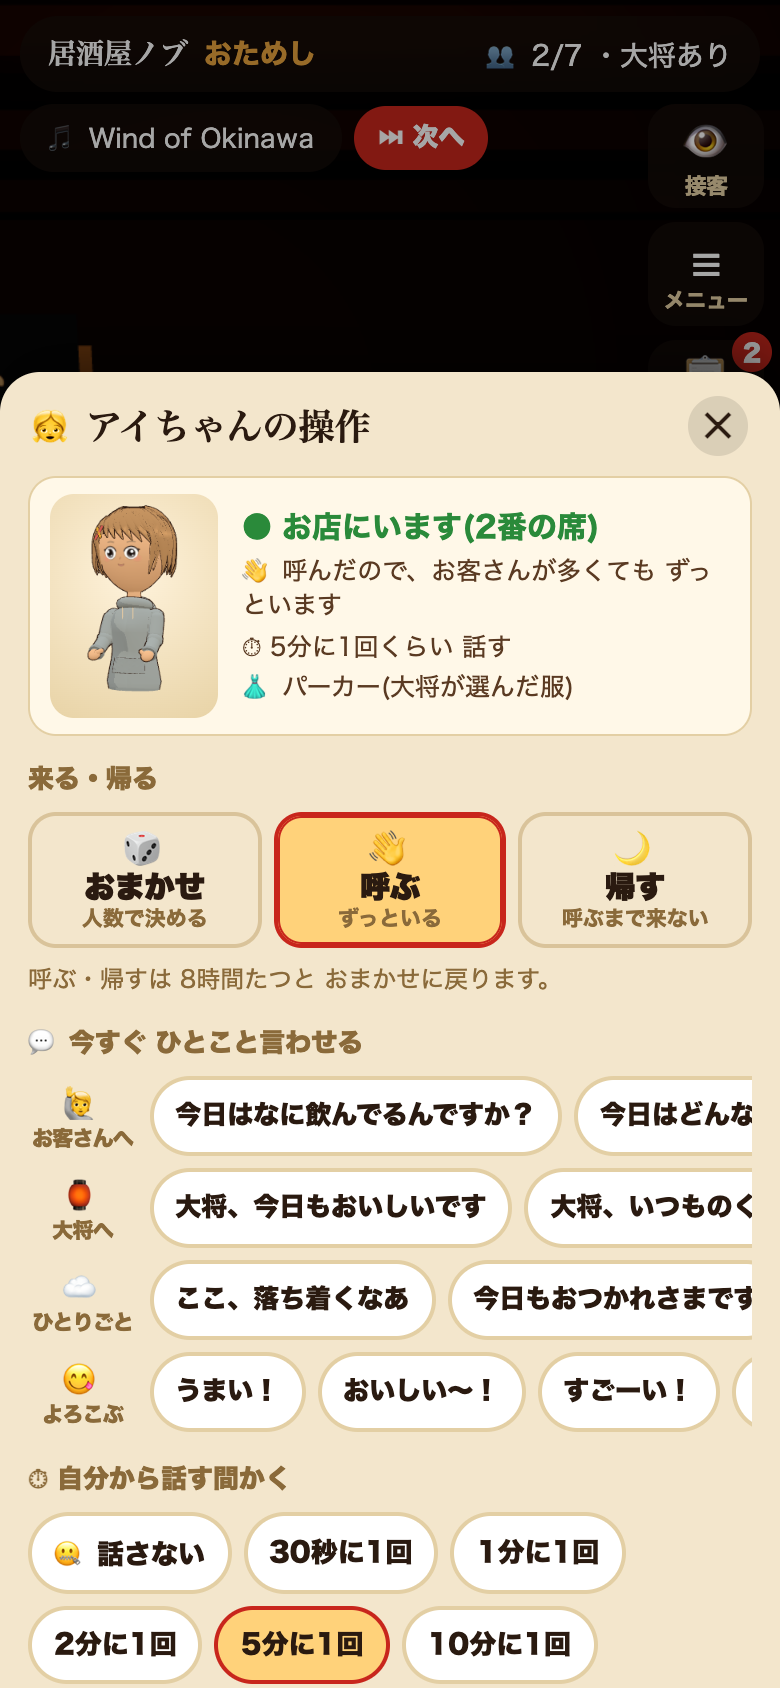 居酒屋ノブ おためし
2/7 ・大将あり
Wind of Okinawa
次へ
接客
メニュー
2
アイちゃんの操作
お店にいます(2番の席)
呼んだので、お客さんが多くても ずっ
といます
5分に1回くらい 話す
パーカー(大将が選んだ服)
来る・帰る
おまかせ
人数で決める
呼ぶ
ずっといる
帰す
呼ぶまで来ない
呼ぶ・帰すは 8時間たつと おまかせに戻ります。
今すぐ ひとこと言わせる
お客さんへ
今日はなに飲んでるんですか？
今日はどんな
大将へ
大将、今日もおいしいです
大将、いつものく
ひとりごと
ここ、落ち着くなあ
今日もおつかれさまです
よろこぶ
うまい！
おいしい〜！
すごーい！
自分から話す間かく
話さない
30秒に1回
1分に1回
2分に1回
5分に1回
10分に1回